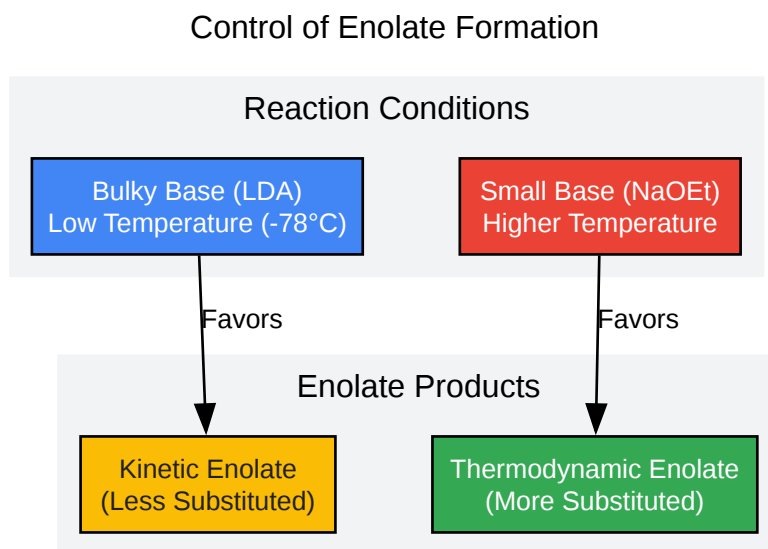 Control of Enolate Formation
Reaction Conditions
Bulky Base (LDA)
Low Temperature (-78°C)
Small Base (NaOEt)
Higher Temperature
Favors
Favors
Enolate Products
Kinetic Enolate
(Less Substituted)
Thermodynamic Enolate
(More Substituted)